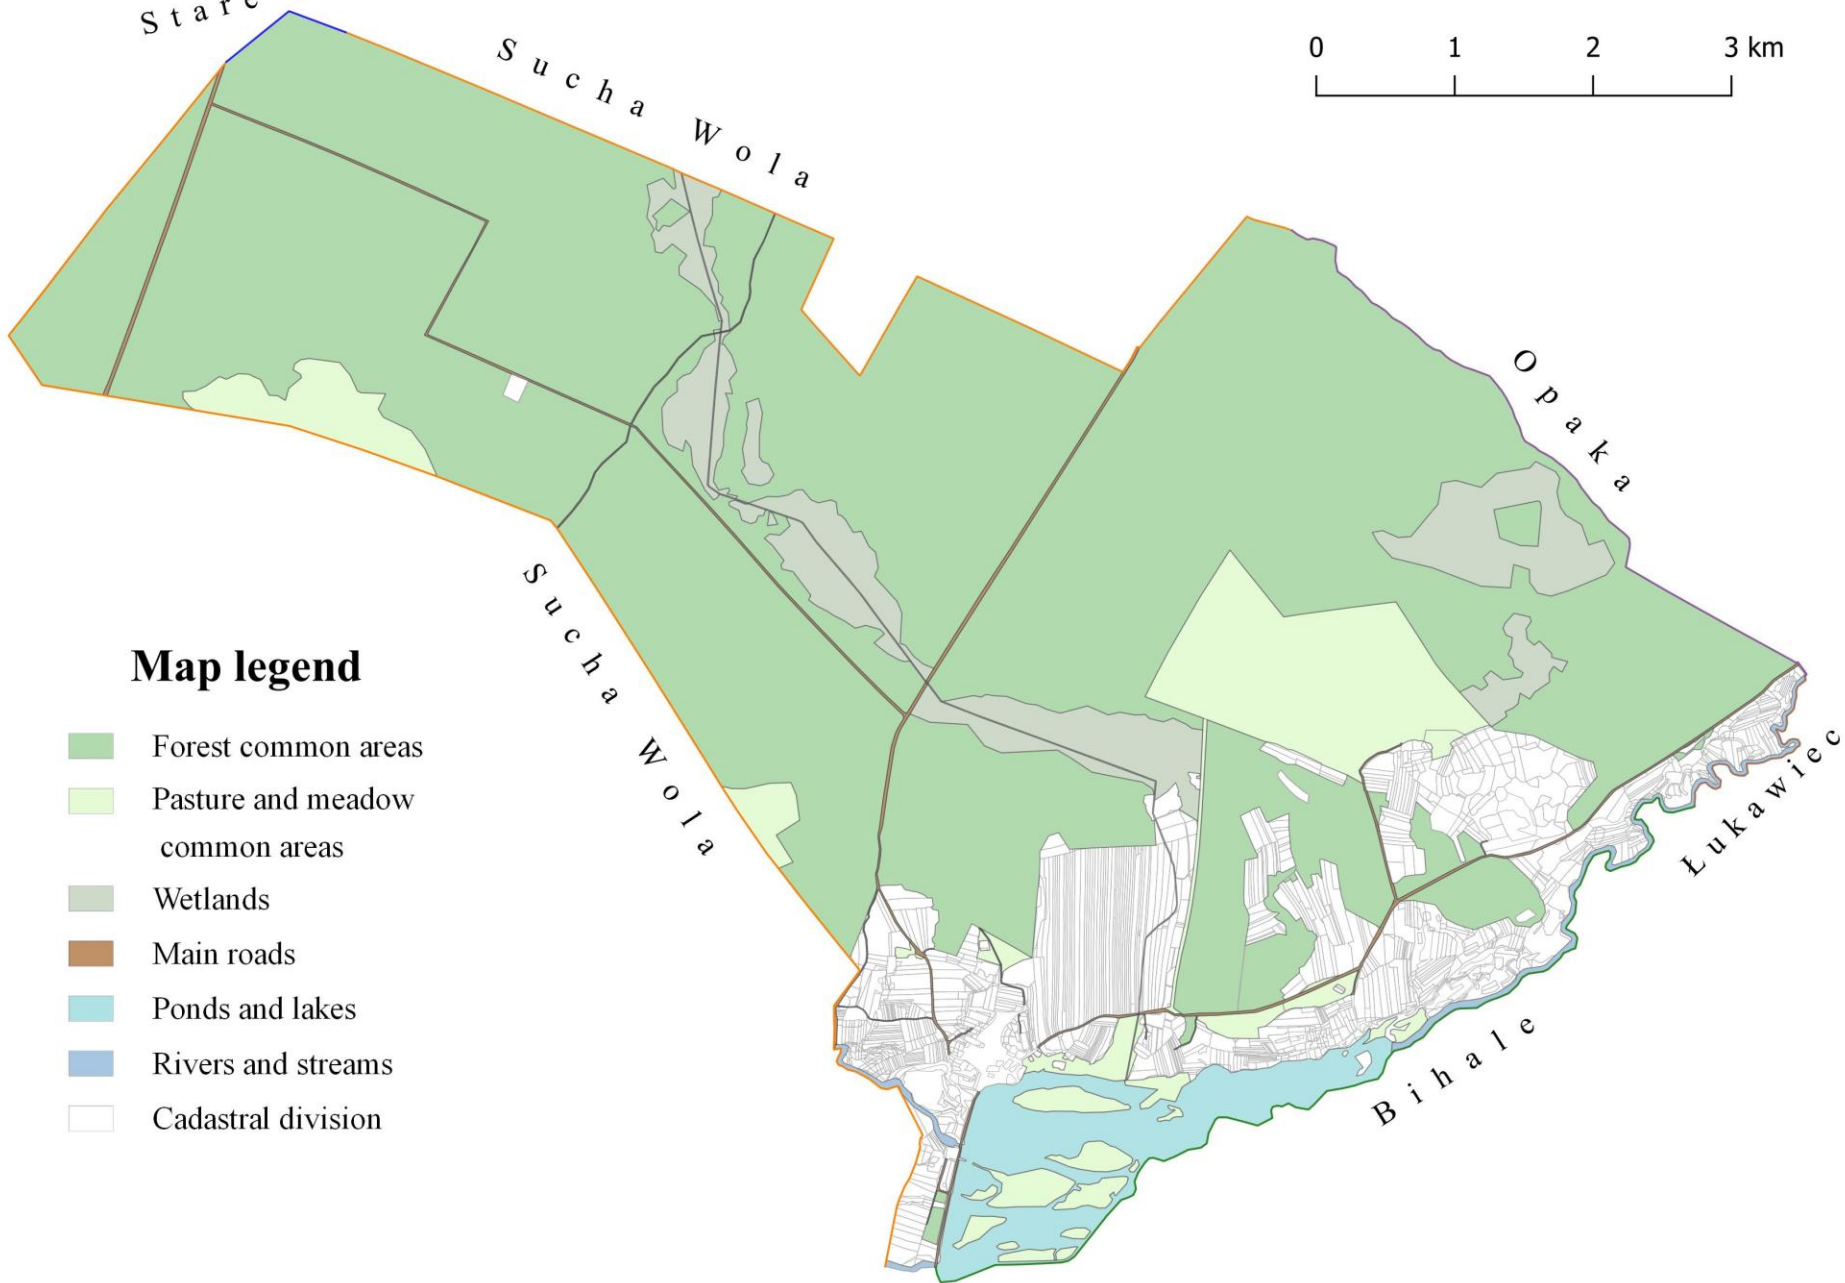 Stare
0 1 2 3 km
Sucha Wola
Opaka
Sucha Wola
Łukawiec
Bihale
Map legend
Forest common areas
Pasture and meadow
common areas
Wetlands
Main roads
Ponds and lakes
Rivers and streams
Cadastral division